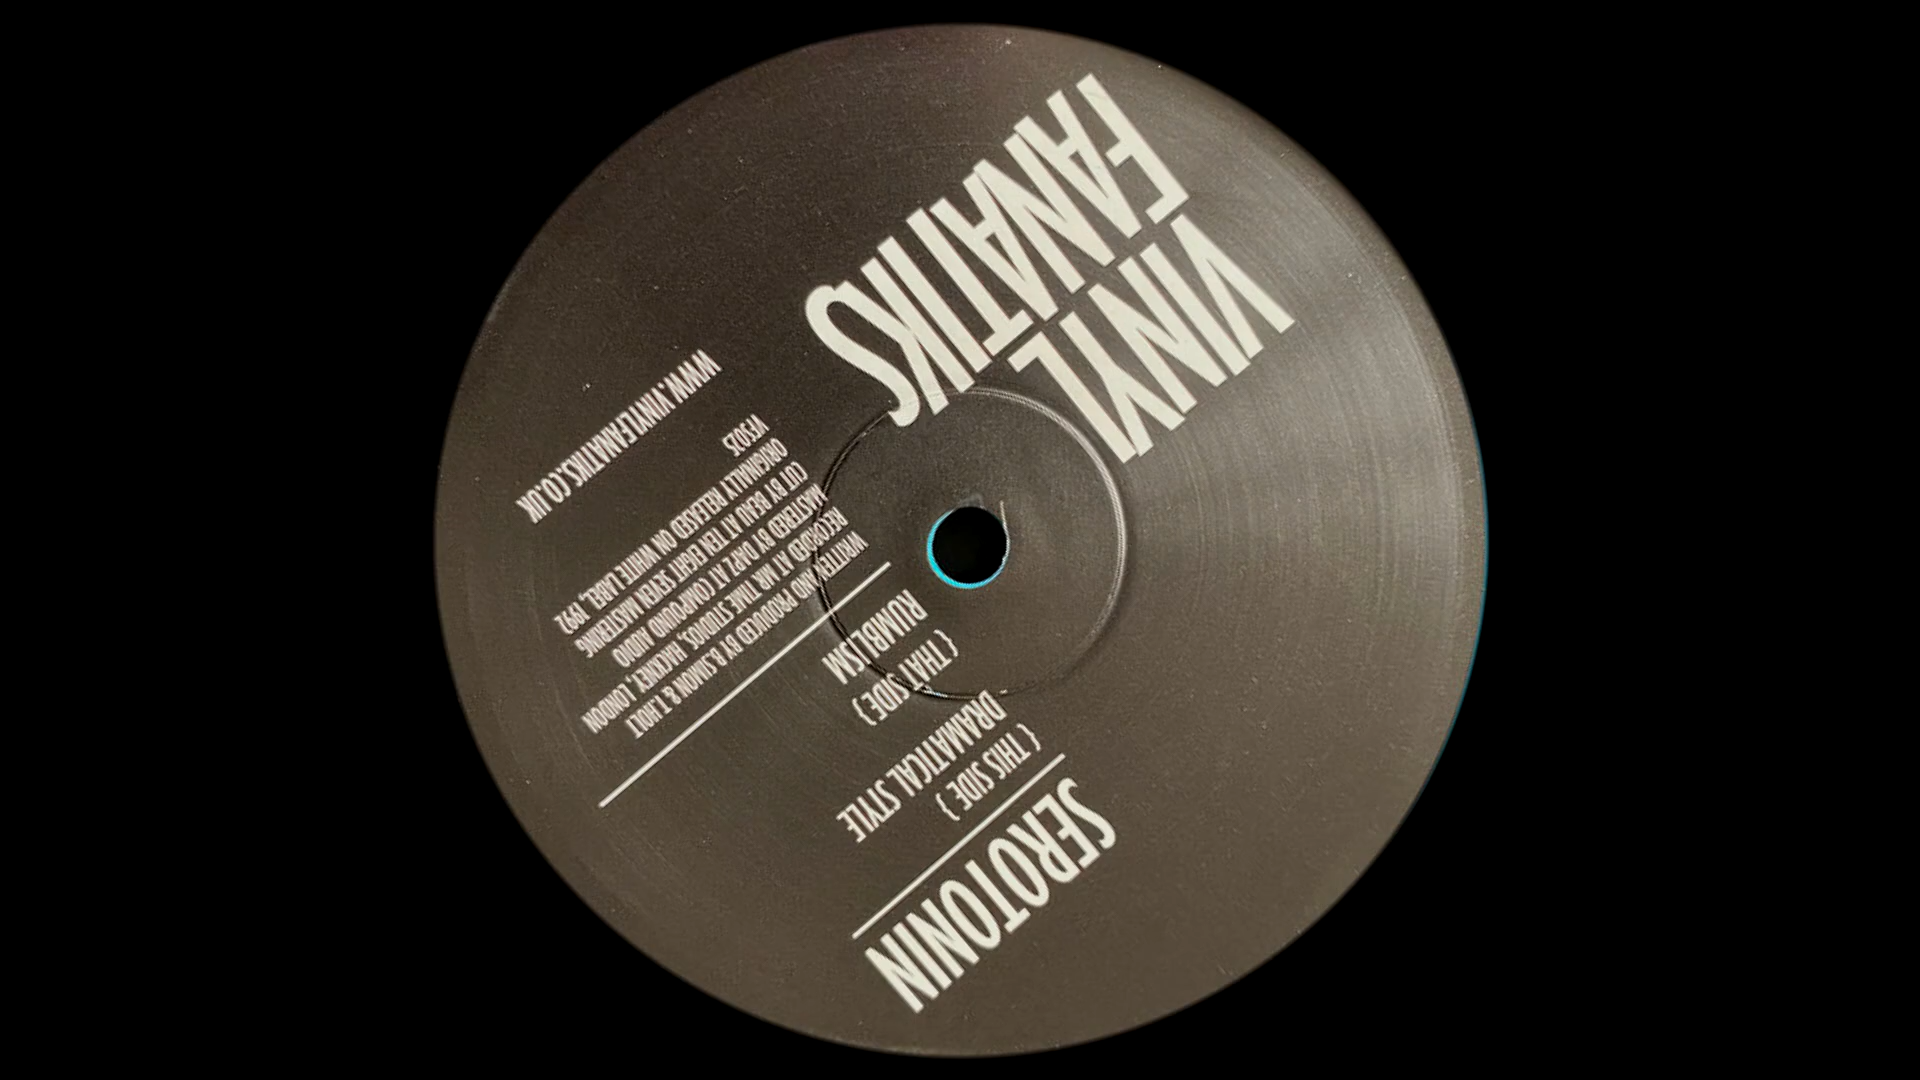 VINYL
FANATIKS
SEROTONIN
( THIS SIDE )
DRAMATICAL STYLE
( THAT SIDE )
RUMBLISM
WRITTEN AND PRODUCED BY B.SIMON & T.HOLT
RECORDED AT MR TIME STUDIOS, HACKNEY, LONDON
MASTERED BY DAPZ AT COMPOUND AUDIO
CUT BY BEAU AT TEN EIGHT SEVEN MASTERING
ORIGINALLY RELEASED ON WHITE LABEL, 1992
VFS025
WWW.VINYLFANATIKS.CO.UK